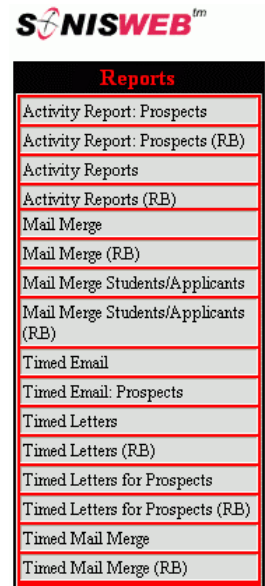 SONISWEB tm
Reports
Activity Report: Prospects
Activity Report: Prospects (RB)
Activity Reports
Activity Reports (RB)
Mail Merge
Mail Merge (RB)
Mail Merge Students/Applicants
Mail Merge Students/Applicants
(RB)
Timed Email
Timed Email: Prospects
Timed Letters
Timed Letters (RB)
Timed Letters for Prospects
Timed Letters for Prospects (RB)
Timed Mail Merge
Timed Mail Merge (RB)